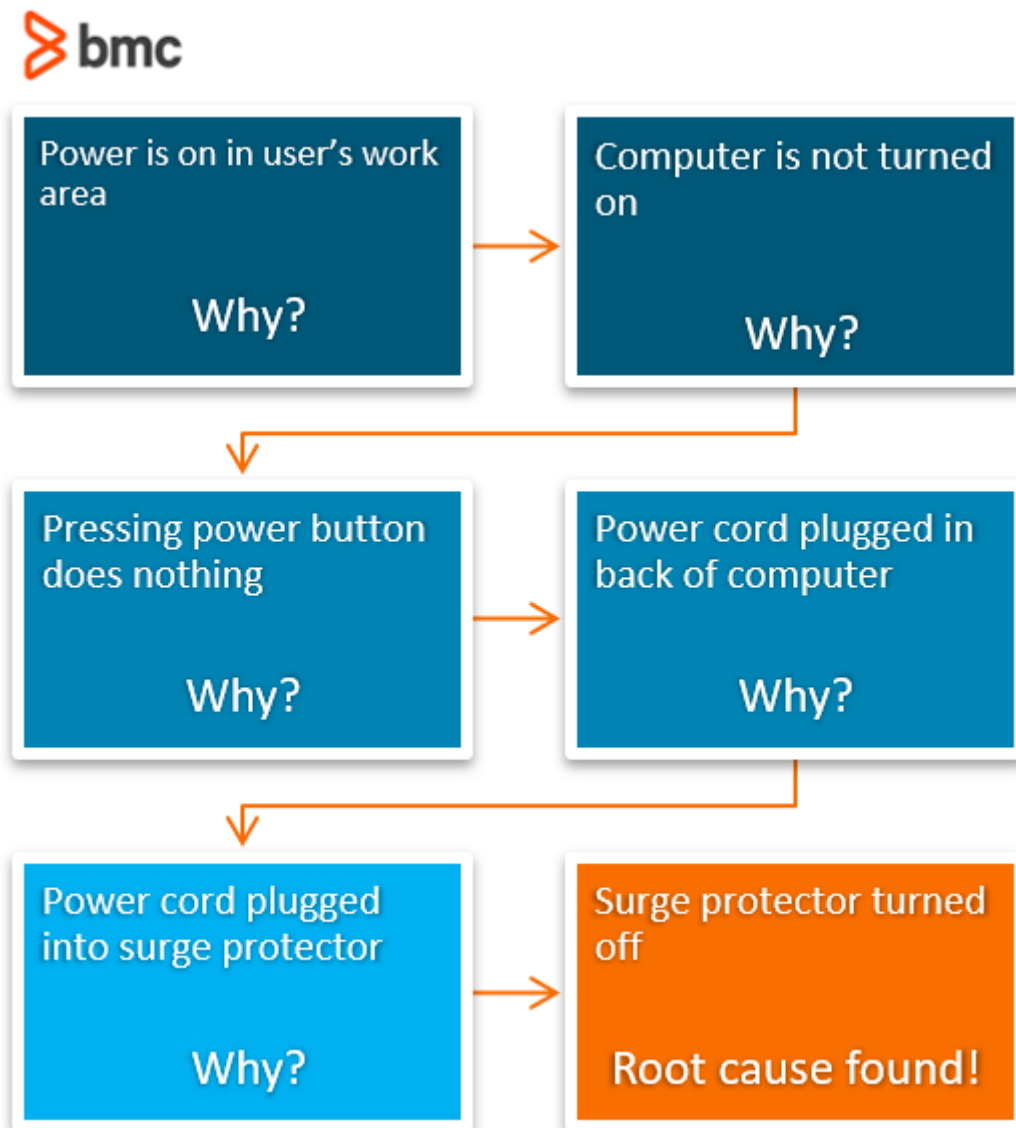 bmc
Power is on in user’s work
area
Why?
Computer is not turned
on
Why?
Pressing power button
does nothing
Why?
Power cord plugged in
back of computer
Why?
Power cord plugged
into surge protector
Why?
Surge protector turned
off
Root cause found!